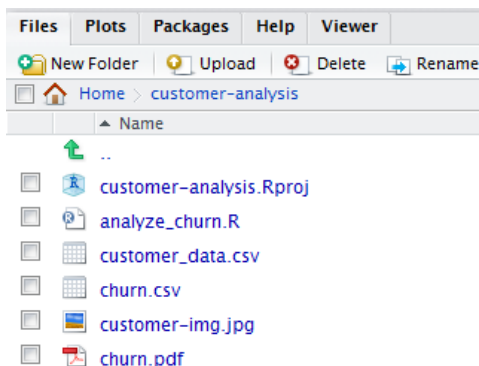 Files Plots Packages Help Viewer
New Folder Upload Delete Rename
Home customer-analysis
Name
..
customer-analysis.Rproj
analyze_churn.R
customer_data.csv
churn.csv
customer-img.jpg
churn.pdf